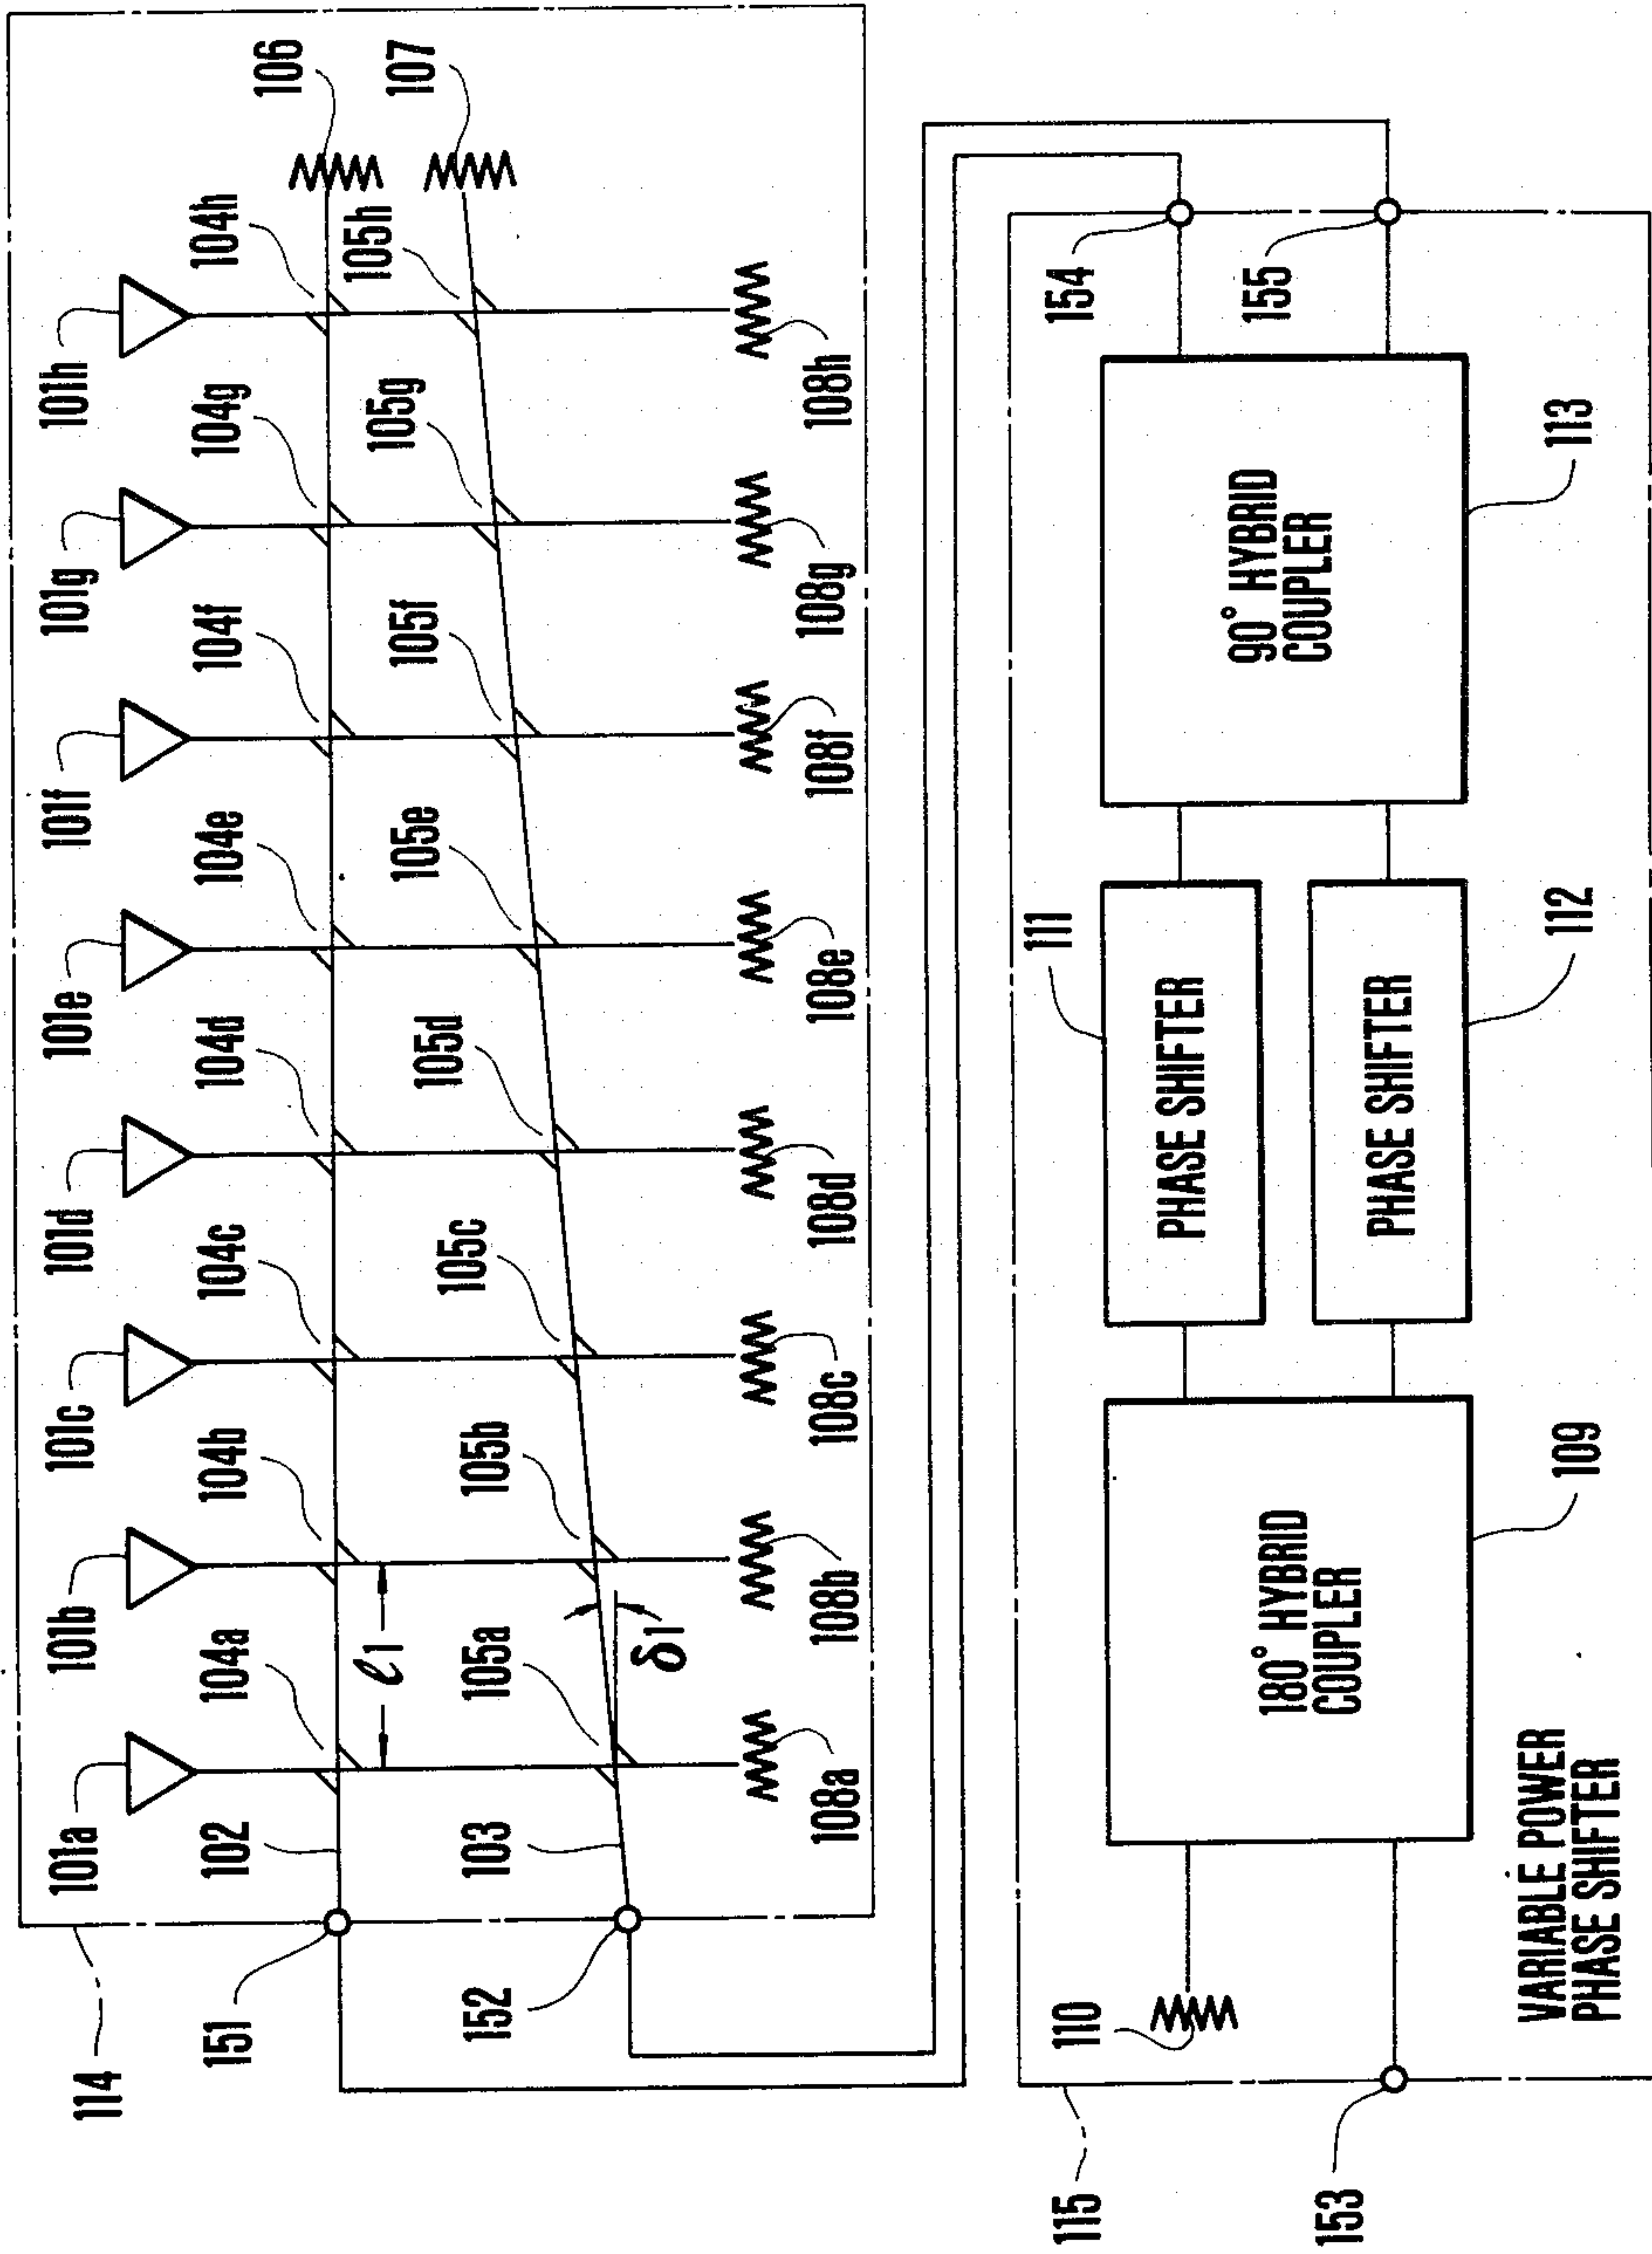 106
107
104h
105h
101h
104g
105g
108h
101g
104f
105f
108g
101f
104e
105e
108f
101e
104d
105d
108e
101d
104c
105c
108d
101c
104b
105b
108c
101b
104a
ℓ1
105a
δ1
108b
101a
102
103
108a
151
152
114
154
155
113
90° HYBRID
COUPLER
111
PHASE SHIFTER
112
PHASE SHIFTER
109
180° HYBRID
COUPLER
110
VARIABLE POWER
PHASE SHIFTER
115
153